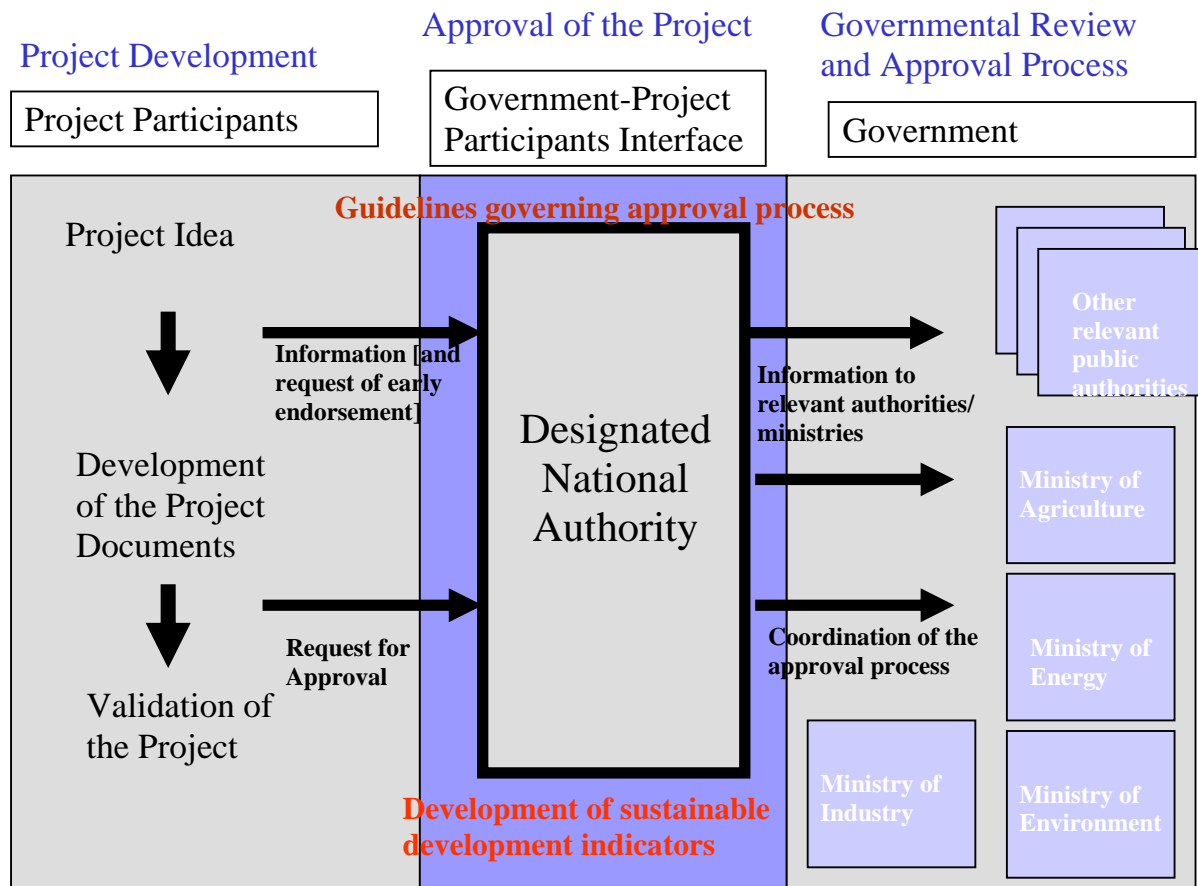 Project Development
Approval of the Project
Governmental Review
and Approval Process
Project Participants
Government-Project
Participants Interface
Government
Guidelines governing approval process
Project Idea
Information [and
request of early
endorsement]
Development
of the Project
Documents
Request for
Approval
Validation of
the Project
Designated
National
Authority
Development of sustainable
development indicators
Information to
relevant authorities/
ministries
Coordination of the
approval process
Other
relevant
public
authorities
Ministry of
Agriculture
Ministry of
Energy
Ministry of
Industry
Ministry of
Environment